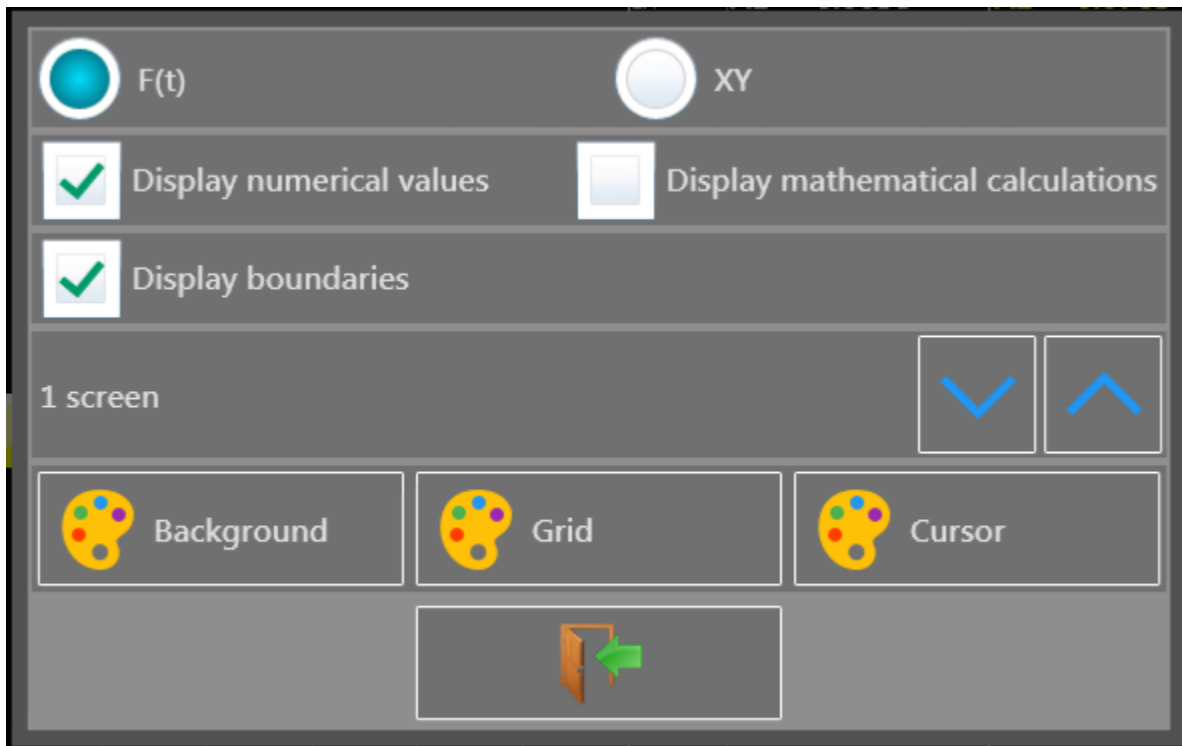 F(t) XY
Display numerical values Display mathematical calculations
Display boundaries
1 screen
Background Grid Cursor